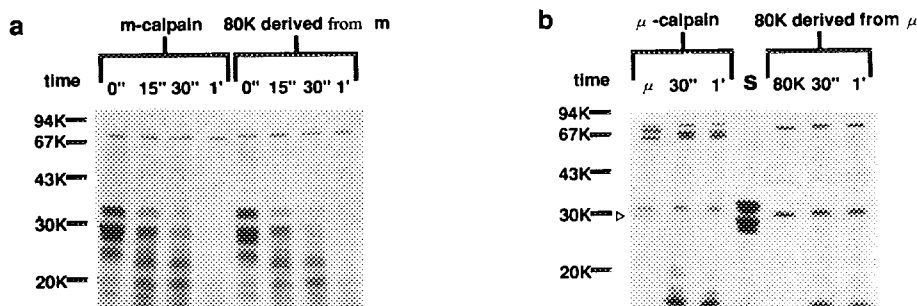 a
m-calpain 80K derived from m
time 0" 15" 30" 1' 0" 15" 30" 1'
94K
67K
43K
30K
20K
b
μ -calpain 80K derived from μ
time μ 30" 1' S 80K 30" 1'
94K
67K
43K
30K
20K